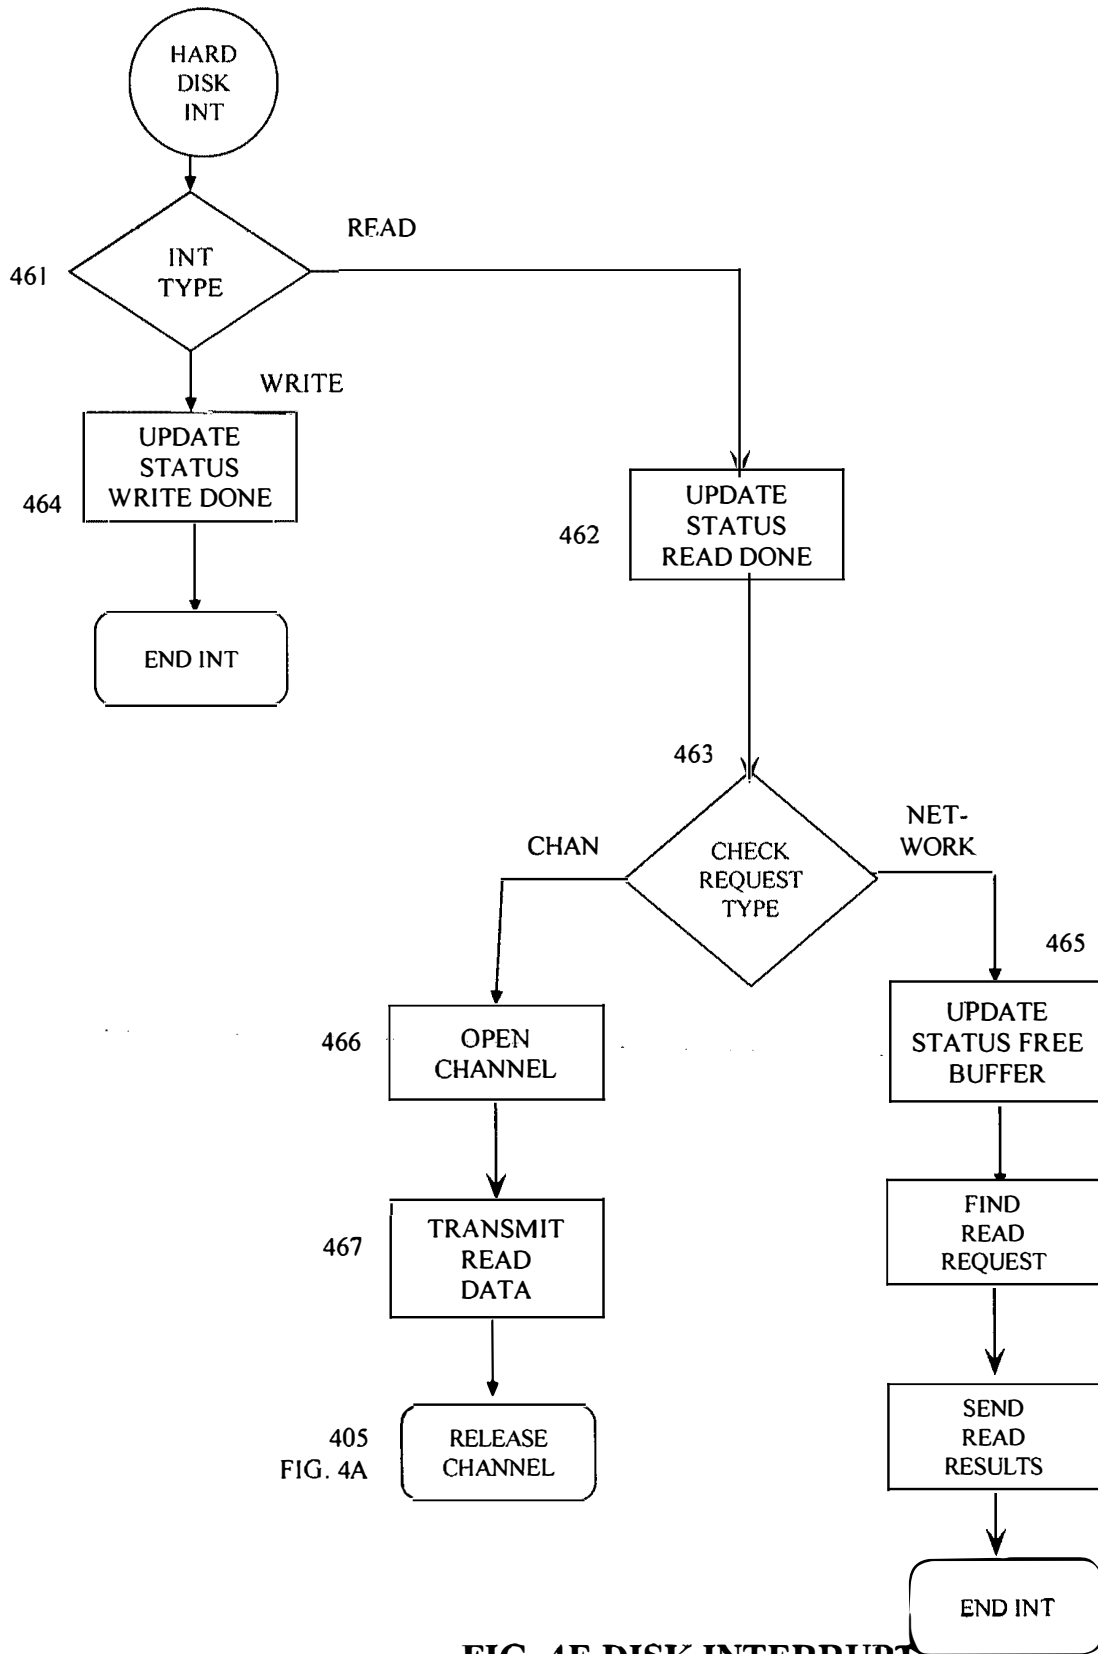 HARD
DISK
INT
READ
461
INT
TYPE
WRITE
UPDATE
STATUS
WRITE DONE
464
END INT
UPDATE
STATUS
READ DONE
462
463
CHECK
REQUEST
TYPE
CHAN
NET-
WORK
465
466
OPEN
CHANNEL
UPDATE
STATUS FREE
BUFFER
467
TRANSMIT
READ
DATA
FIND
READ
REQUEST
405
FIG. 4A
RELEASE
CHANNEL
SEND
READ
RESULTS
END INT
DISK INTERRUPT